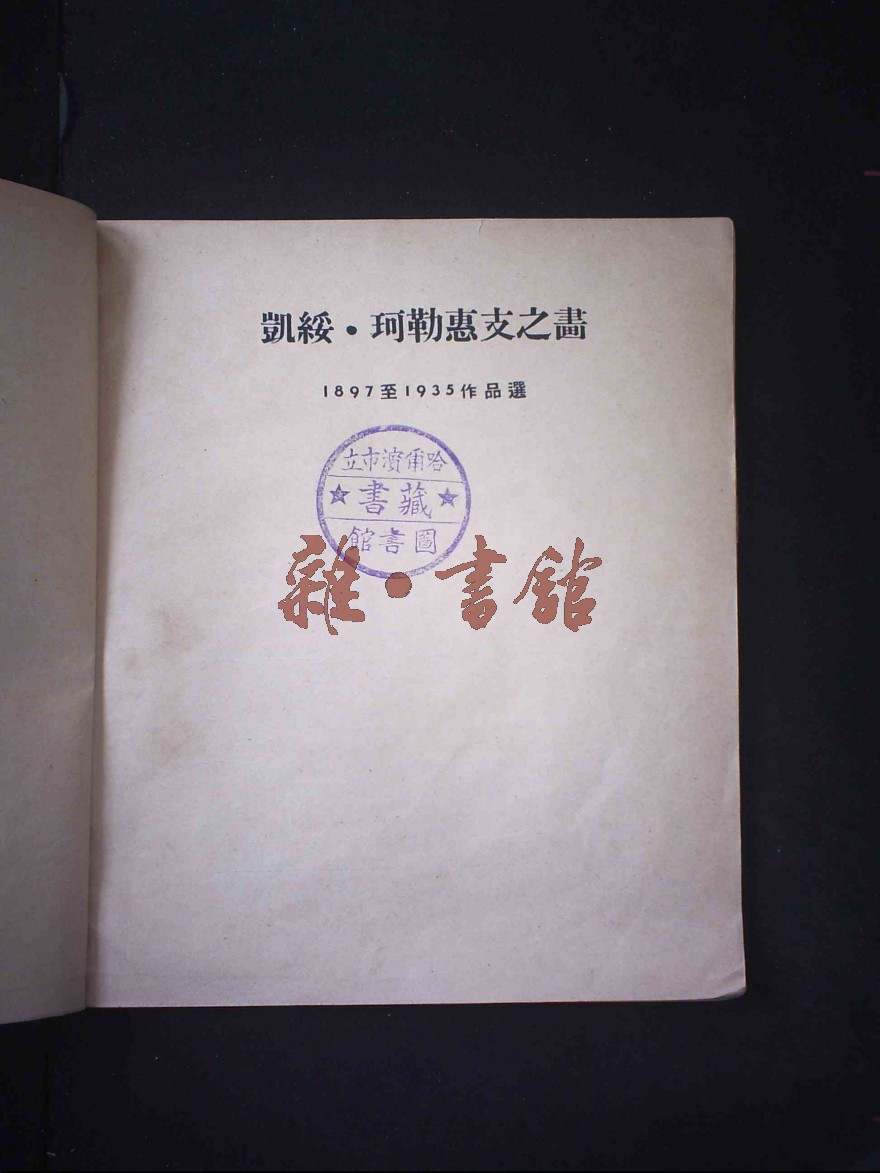 凱綏•珂勒惠支之畵
1897至1935作品選
哈爾濱市立
★藏書★
圖書館
雜•書館